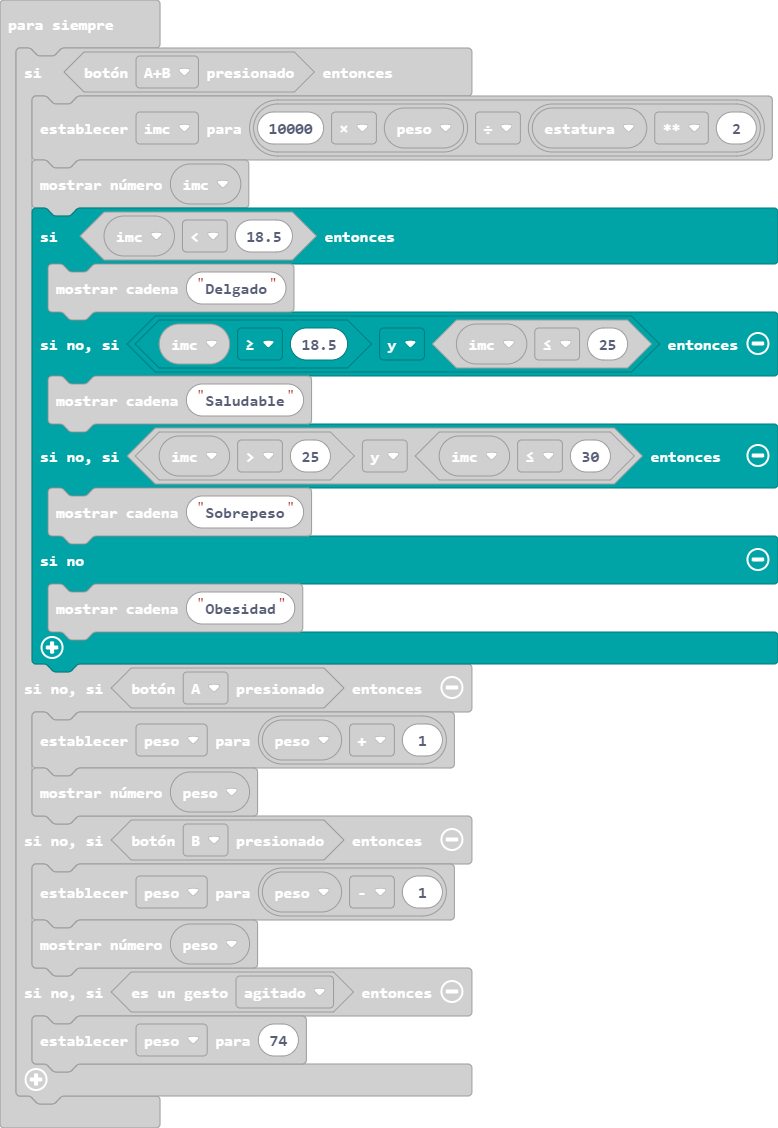 para siempre
si botón A+B presionado entonces
establecer imc para 10000 × peso ÷ estatura ** 2
mostrar número imc
si imc < 18.5 entonces
mostrar cadena "Delgado"
si no, si imc ≥ 18.5 y imc ≤ 25 entonces
mostrar cadena "Saludable"
si no, si imc > 25 y imc ≤ 30 entonces
mostrar cadena "Sobrepeso"
si no
mostrar cadena "Obesidad"
si no, si botón A presionado entonces
establecer peso para peso + 1
mostrar número peso
si no, si botón B presionado entonces
establecer peso para peso - 1
mostrar número peso
si no, si es un gesto agitado entonces
establecer peso para 74